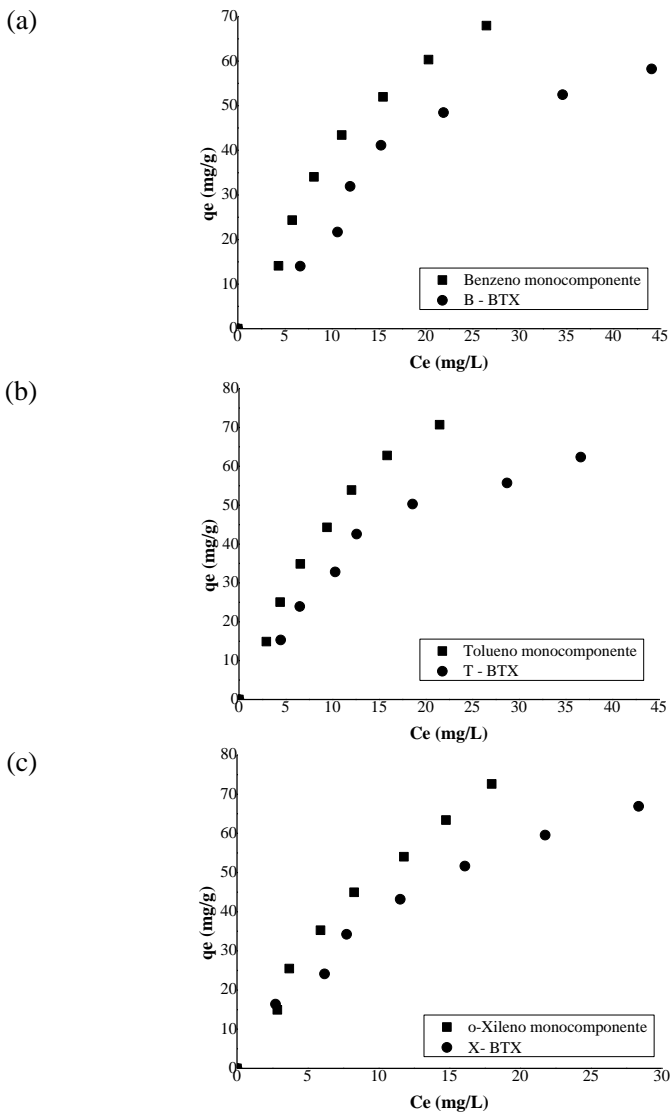 (a)
70
60
50
40
30
20
10
0
qe (mg/g)
5 10 15 20 25 30 35 40 45
Ce (mg/L)
Benzeno monocomponente
B - BTX
(b)
80
70
60
50
40
30
20
10
0
qe (mg/g)
0 5 10 15 20 25 30 35 40 45
Ce (mg/L)
Tolueno monocomponente
T - BTX
(c)
80
70
60
50
40
30
20
10
0
qe (mg/g)
0 5 10 15 20 25 30
Ce (mg/L)
o-Xileno monocomponente
X- BTX